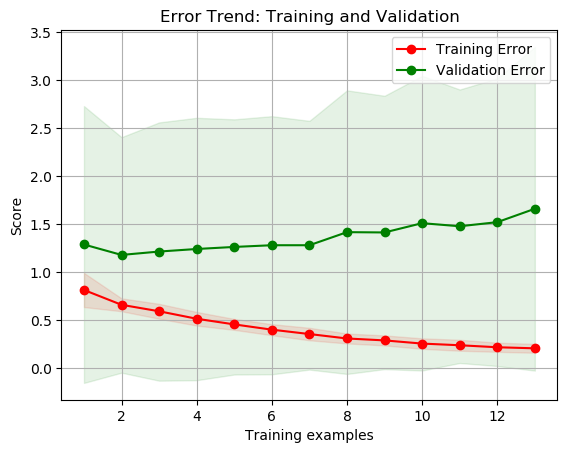 Error Trend: Training and Validation
3.5
3.0
2.5
2.0
1.5
1.0
0.5
0.0
Score
Training Error
Validation Error
2
4
6
8
10
12
Training examples